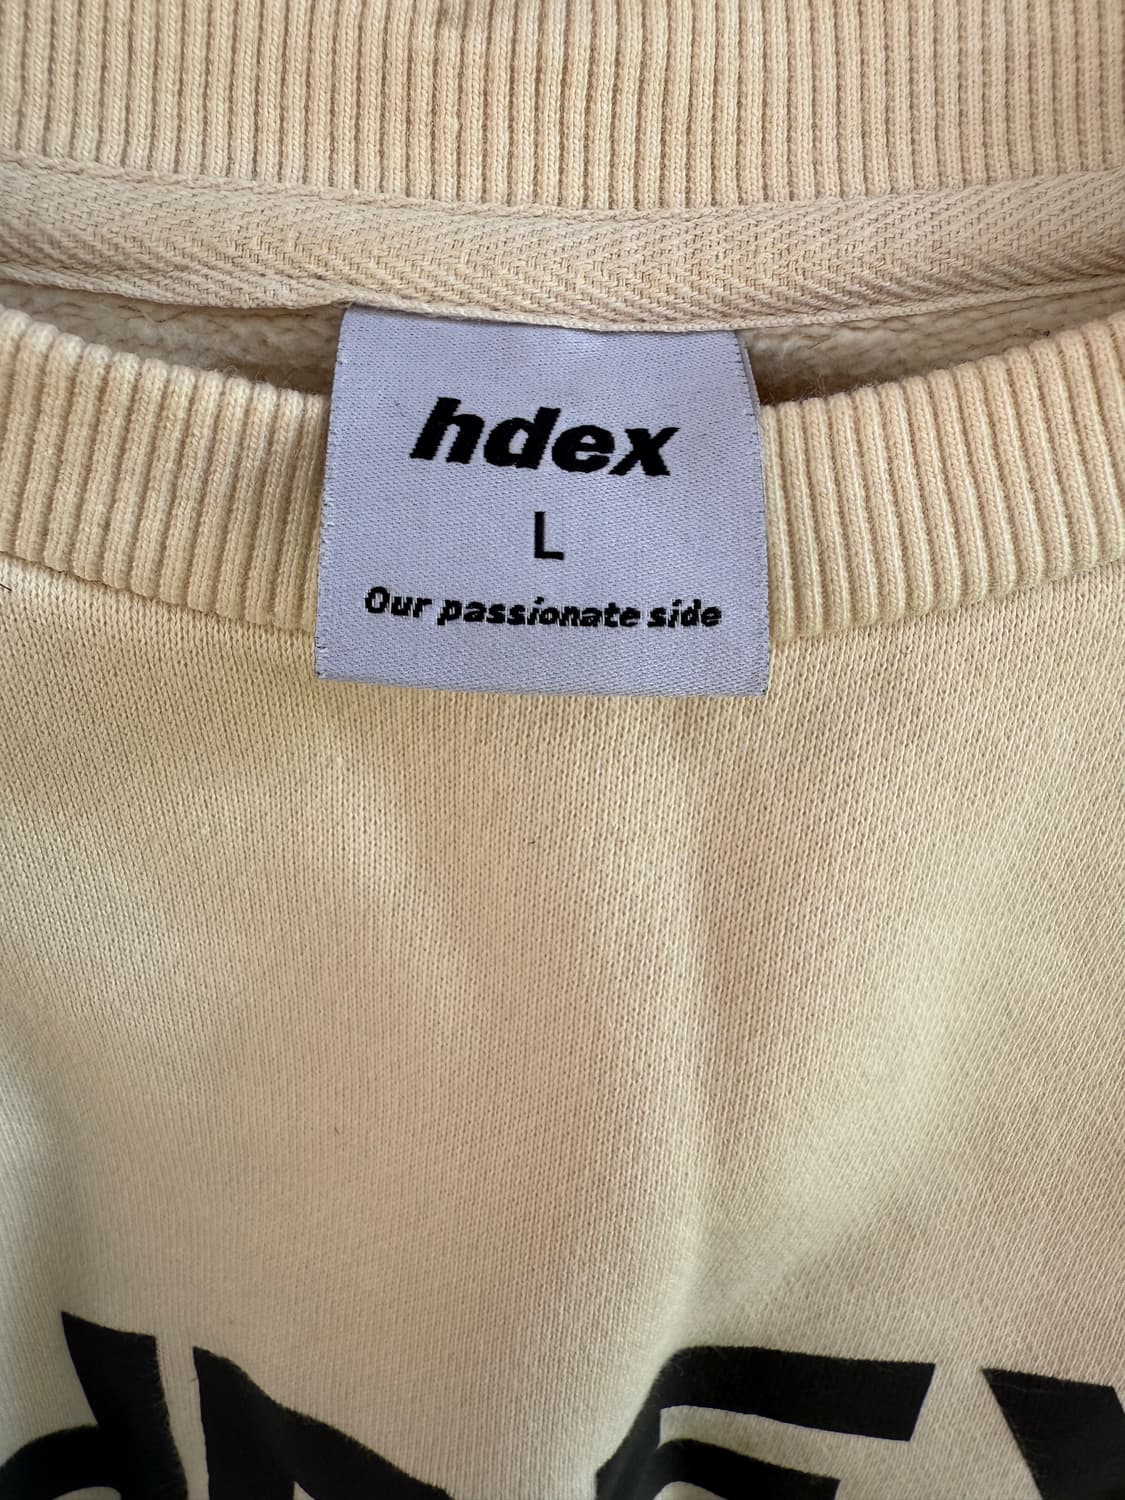 hdex
L
Our passionate side